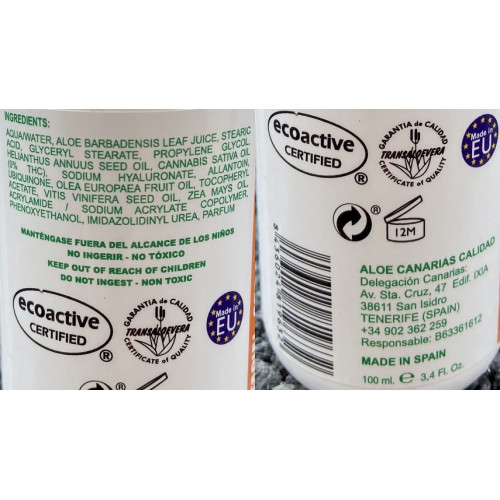 INGREDIENTS:
AQUA/WATER, ALOE BARBADENSIS LEAF JUICE, STEARIC
ACID, GLYCERYL STEARATE, PROPYLENE GLYCOL,
HELIANTHUS ANNUUS SEED OIL, CANNABIS SATIVA OIL
(0% THC), SODIUM HYALURONATE, ALLANTOIN,
UBIQUINONE, OLEA EUROPAEA FRUIT OIL, TOCOPHERYL
ACETATE, VITIS VINIFERA SEED OIL, ZEA MAYS OIL,
ACRYLAMIDE / SODIUM ACRYLATE COPOLYMER,
PHENOXYETHANOL, IMIDAZOLIDINYL UREA, PARFUM
MANTÉNGASE FUERA DEL ALCANCE DE LOS NIÑOS
NO INGERIR - NO TÓXICO
KEEP OUT OF REACH OF CHILDREN
DO NOT INGEST - NON TOXIC
ecoactive
CERTIFIED
®
GARANTIA de CALIDAD
TRANSALOEVERA
CERTIFICATE of QUALITY
Made in
EU
®
ecoactive
CERTIFIED
®
GARANTIA de CALIDAD
TRANSALOEVERA
CERTIFICATE of QUALITY
Made in
EU
®
12M
ALOE CANARIAS CALIDAD
Delegación Canarias:
Av. Sta. Cruz, 47 Edif. IXIA
38611 San Isidro
TENERIFE (SPAIN)
+34 902 362 259
Responsable: B63361612
MADE IN SPAIN
100 ml. e 3,4 Fl. Oz.